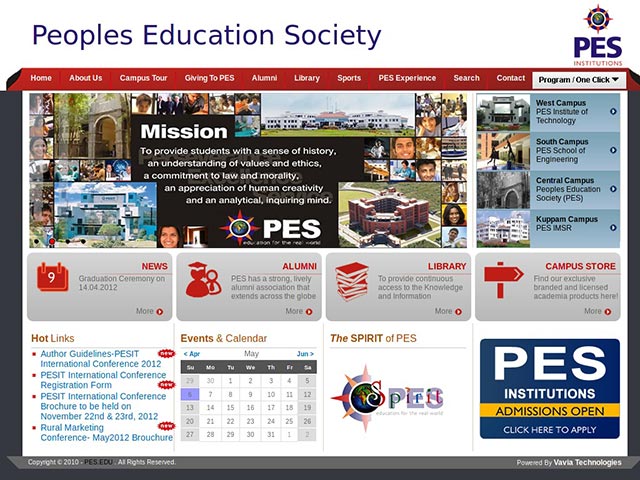 Peoples Education Society
PES
INSTITUTIONS
Home About Us Campus Tour Giving To PES Alumni Library Sports PES Experience Search Contact Program / One Click
Mission
To provide students with a sense of history,
an understanding of values and ethics,
a commitment to law and morality,
an appreciation of human creativity
and an analytical, inquiring mind.
PES
education for the real world
West Campus
PES Institute of
Technology
South Campus
PES School of
Engineering
Central Campus
Peoples Education
Society (PES)
Kuppam Campus
PES IMSR
9
NEWS
Graduation Ceremony on
14.04.2012
More
ALUMNI
PES has a strong, lively
alumni association that
extends across the globe
More
LIBRARY
To provide continuous
access to the Knowledge
and Information
More
CAMPUS STORE
Find our exclusive
branded and licensed
academia products here!
More
Hot Links
Author Guidelines-PESIT new
International Conference 2012
PESIT International Conference
Registration Form new
PESIT International Conference
Brochure to be held on
November 22nd & 23rd, 2012
Rural Marketing new
Conference- May2012 Brouchure
Events & Calendar
< Apr May Jun >
Su Mo Tu We Th Fr Sa
29 30 1 2 3 4 5
6 7 8 9 10 11 12
13 14 15 16 17 18 19
20 21 22 23 24 25 26
27 28 29 30 31 1 2
The SPIRIT of PES
Spirit PES
education for the real world
PES
INSTITUTIONS
ADMISSIONS OPEN
CLICK HERE TO APPLY
Copyright © 2010 - PES.EDU . All Rights Reserved.
Powered By Vavia Technologies